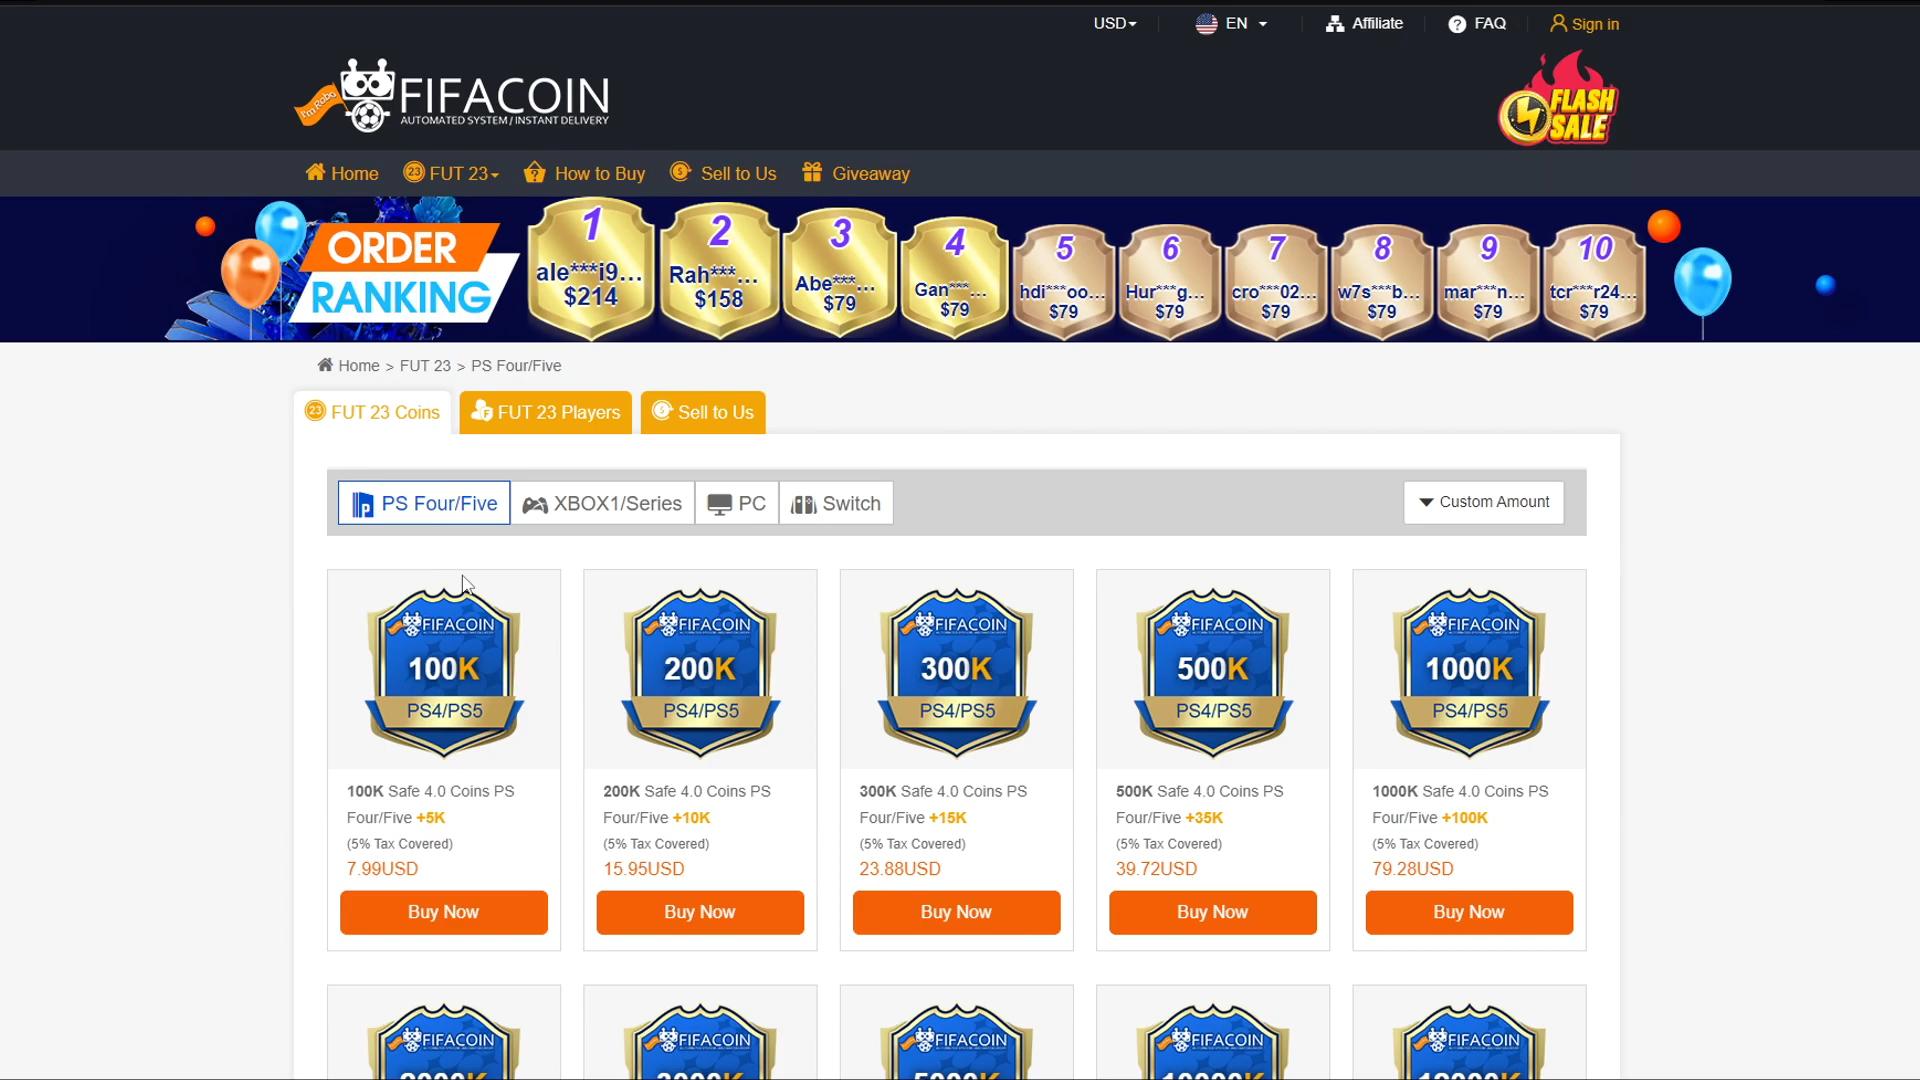 USD
EN
Affiliate
FAQ
Sign in
I'm Robo
FIFACOIN
AUTOMATED SYSTEM / INSTANT DELIVERY
FLASH
SALE
Home
23 FUT 23
How to Buy
Sell to Us
Giveaway
ORDER
RANKING
1
ale***i9...
$214
2
Rah***...
$158
3
Abe***...
$79
4
Gan***...
$79
5
hdi***oo...
$79
6
Hur***g...
$79
7
cro***02...
$79
8
w7s***b...
$79
9
mar***n...
$79
10
tcr***r24...
$79
Home > FUT 23 > PS Four/Five
23 FUT 23 Coins
FUT 23 Players
Sell to Us
PS Four/Five
XBOX1/Series
PC
Switch
Custom Amount
FIFACOIN
100K
PS4/PS5
100K Safe 4.0 Coins PS
Four/Five +5K
(5% Tax Covered)
7.99USD
Buy Now
FIFACOIN
200K
PS4/PS5
200K Safe 4.0 Coins PS
Four/Five +10K
(5% Tax Covered)
15.95USD
Buy Now
FIFACOIN
300K
PS4/PS5
300K Safe 4.0 Coins PS
Four/Five +15K
(5% Tax Covered)
23.88USD
Buy Now
FIFACOIN
500K
PS4/PS5
500K Safe 4.0 Coins PS
Four/Five +35K
(5% Tax Covered)
39.72USD
Buy Now
FIFACOIN
1000K
PS4/PS5
1000K Safe 4.0 Coins PS
Four/Five +100K
(5% Tax Covered)
79.28USD
Buy Now
FIFACOIN
FIFACOIN
FIFACOIN
FIFACOIN
FIFACOIN